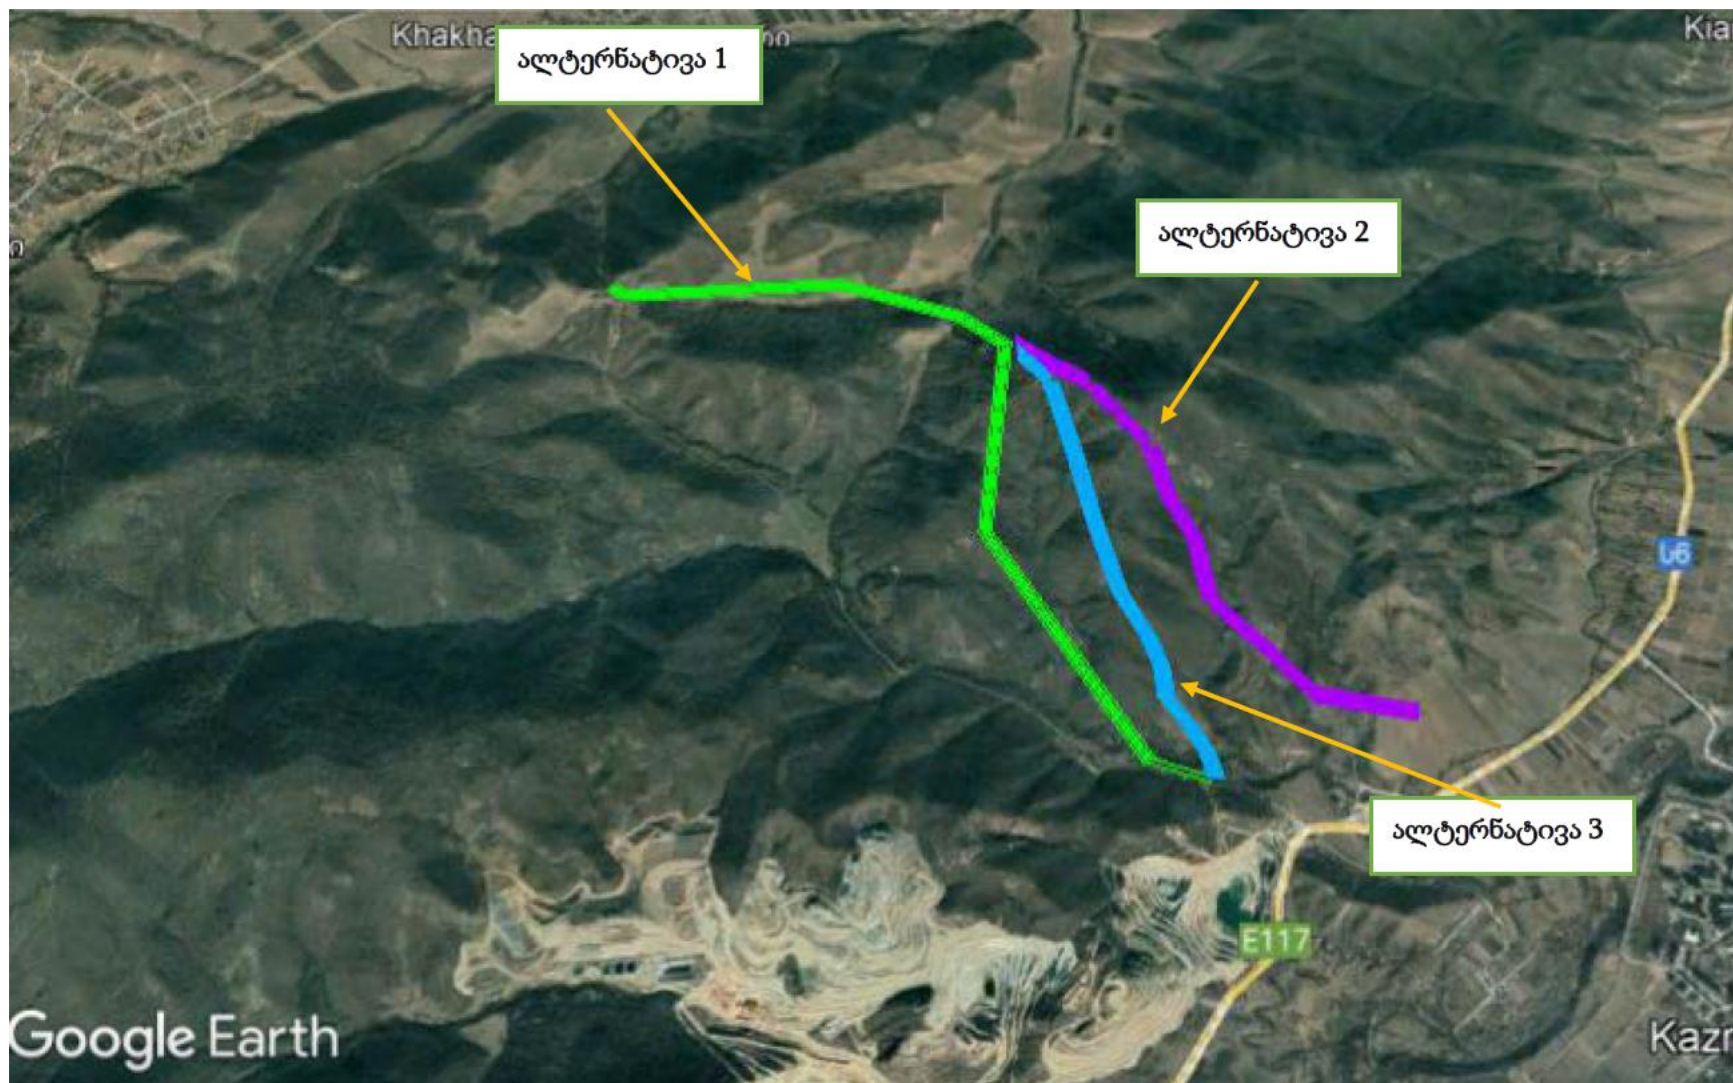 Khakha
Kia
ალტერნატივა 1
ალტერნატივა 2
ს6
ალტერნატივა 3
E117
Google Earth
Kazr